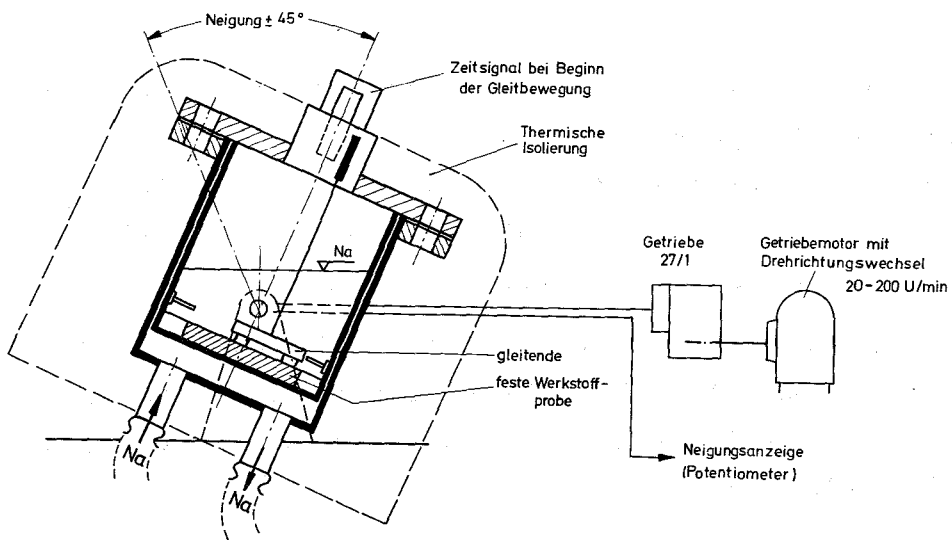 Neigung ± 45°
Zeitsignal bei Beginn
der Gleitbewegung
Thermische
Isolierung
Na
Getriebe
27/1
Getriebemotor mit
Drehrichtungswechsel
20-200 U/min
gleitende
feste Werkstoff-
probe
Neigungsanzeige
(Potentiometer)
Na
Na